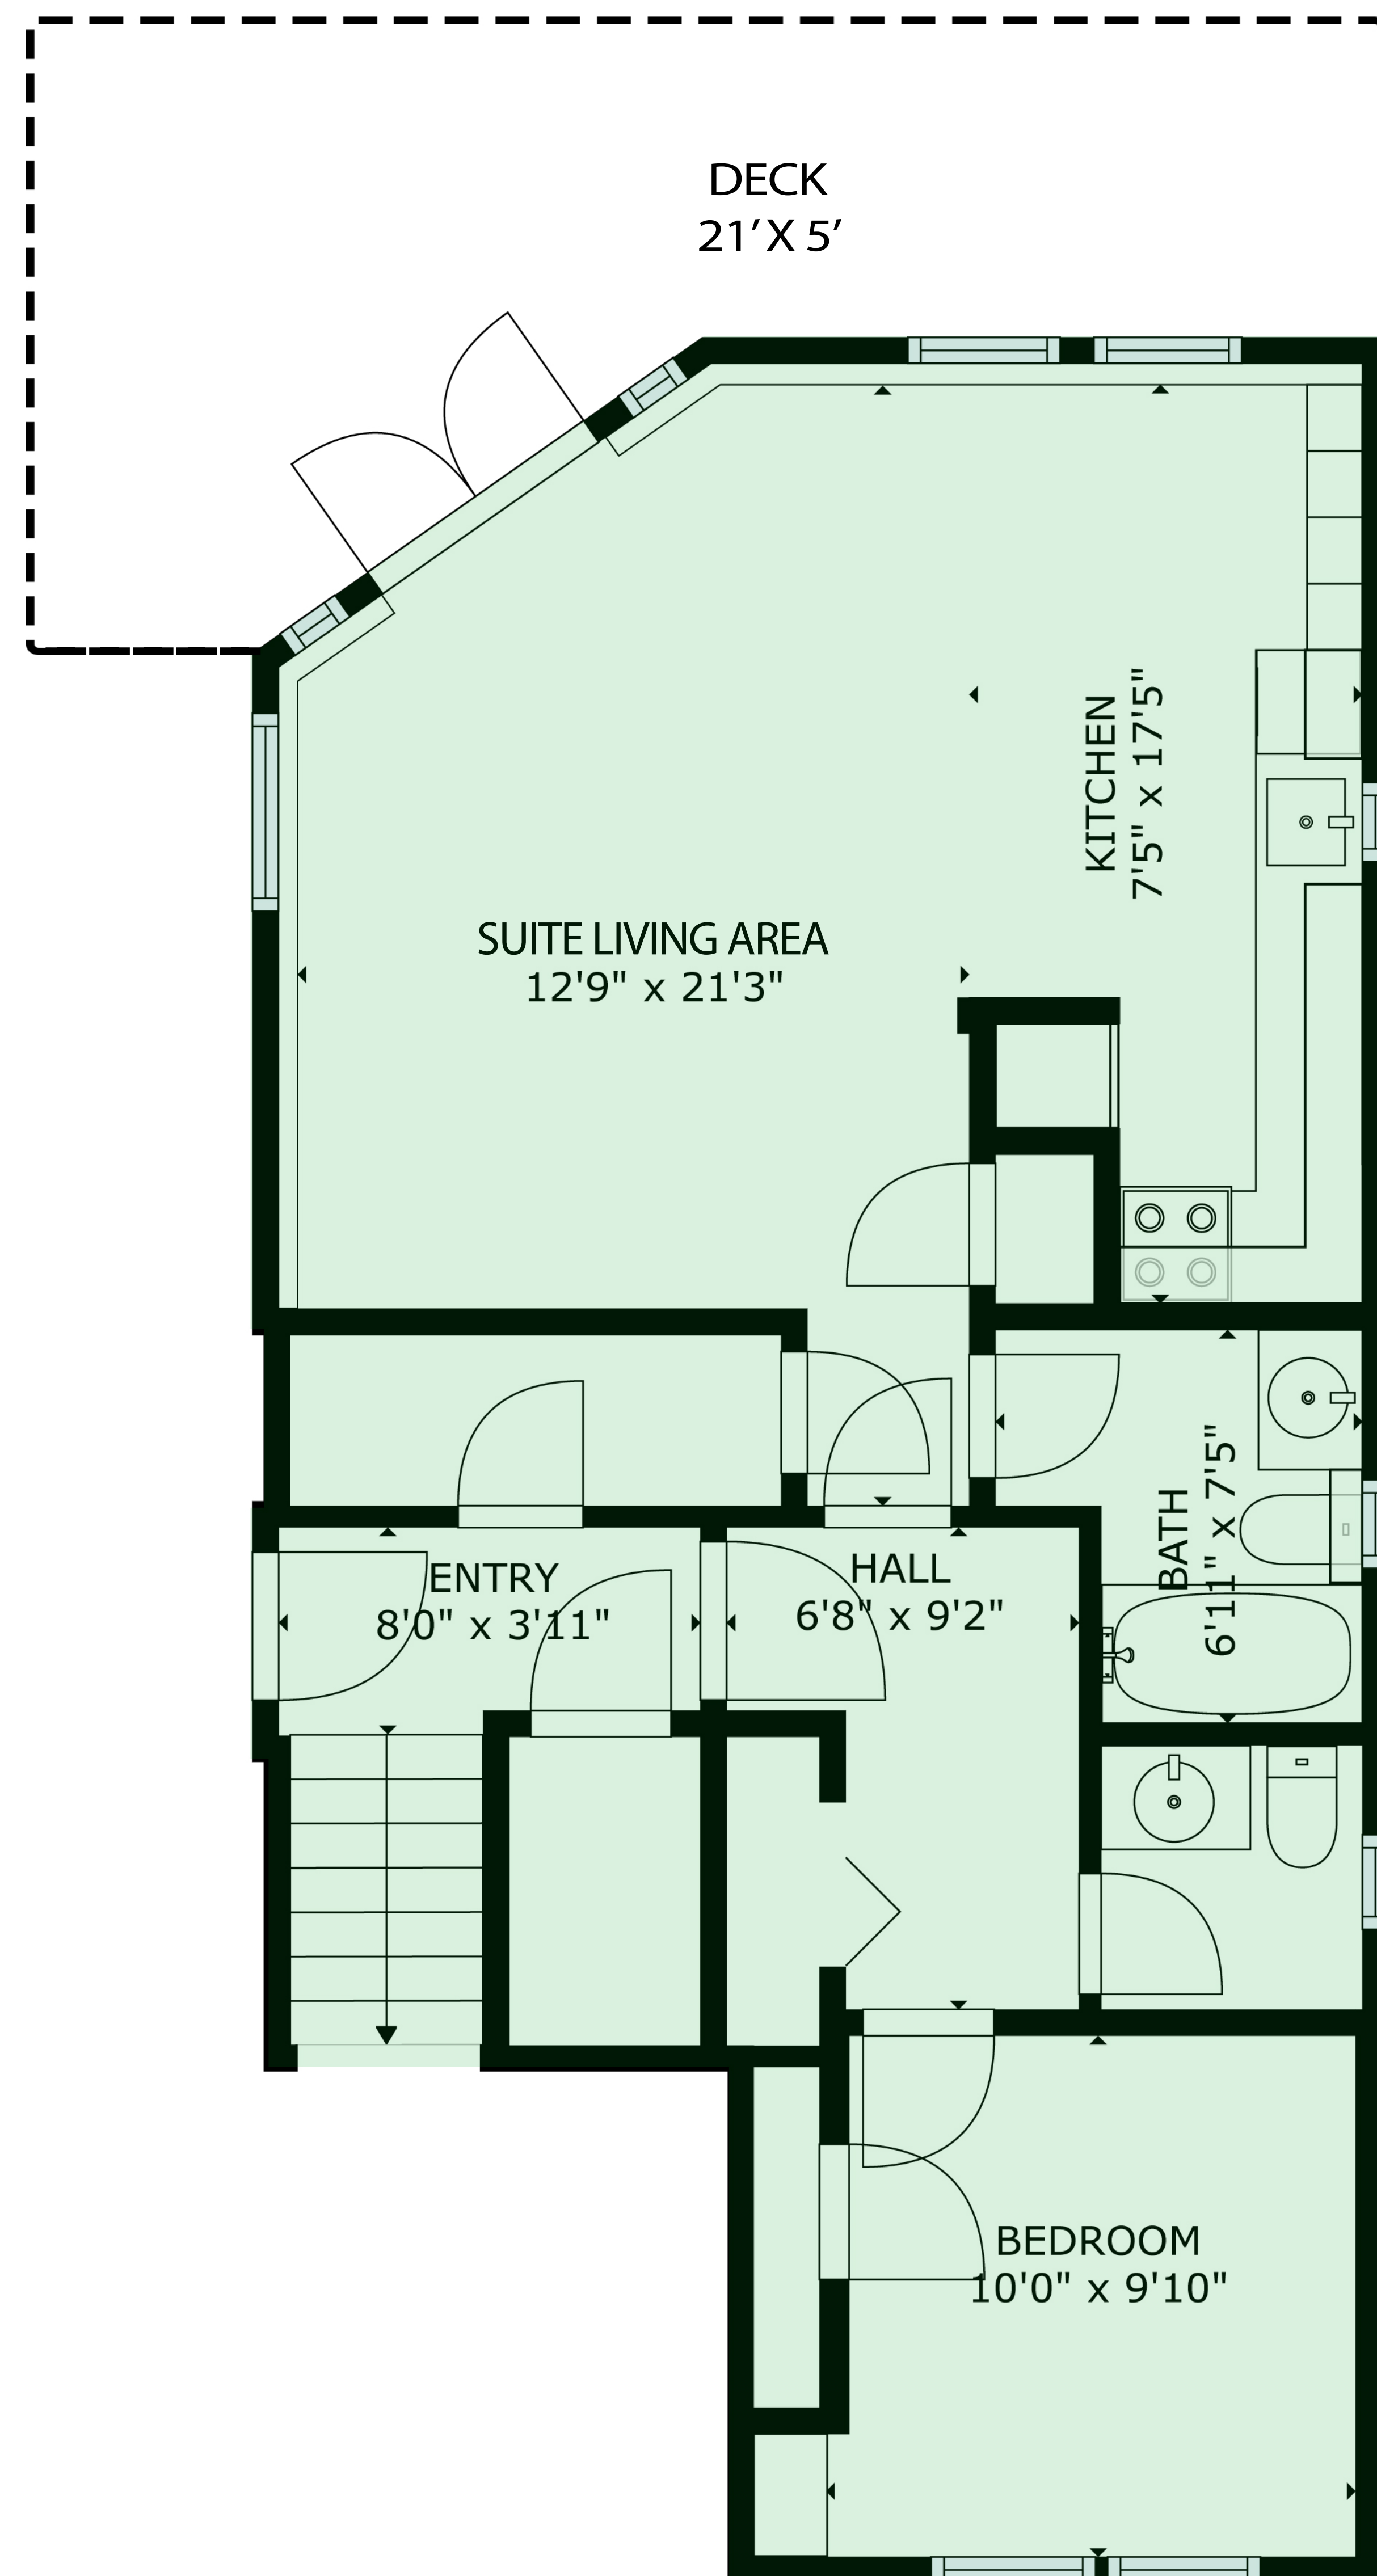 DECK
21' X 5'
KITCHEN
7'5" x 17'5"
SUITE LIVING AREA
12'9" x 21'3"
ENTRY
8'0" x 3'11"
HALL
6'8" x 9'2"
BATH
6'11" x 7'5"
BEDROOM
10'0" x 9'10"